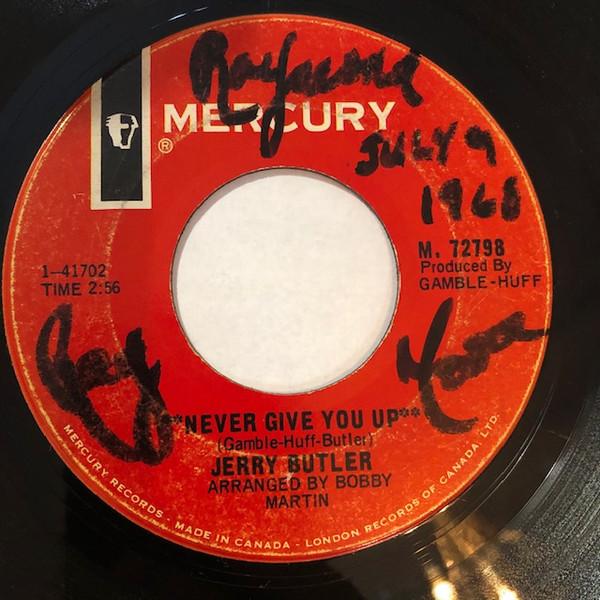 MERCURY
®
JULY 9
1968
M. 72798
Produced By
GAMBLE-HUFF
1-41702
TIME 2:56
Ray
**NEVER GIVE YOU UP**
(Gamble-Huff-Butler)
JERRY BUTLER
ARRANGED BY BOBBY
MARTIN
MERCURY RECORDS. - MADE IN CANADA - LONDON RECORDS OF CANADA, LTD.